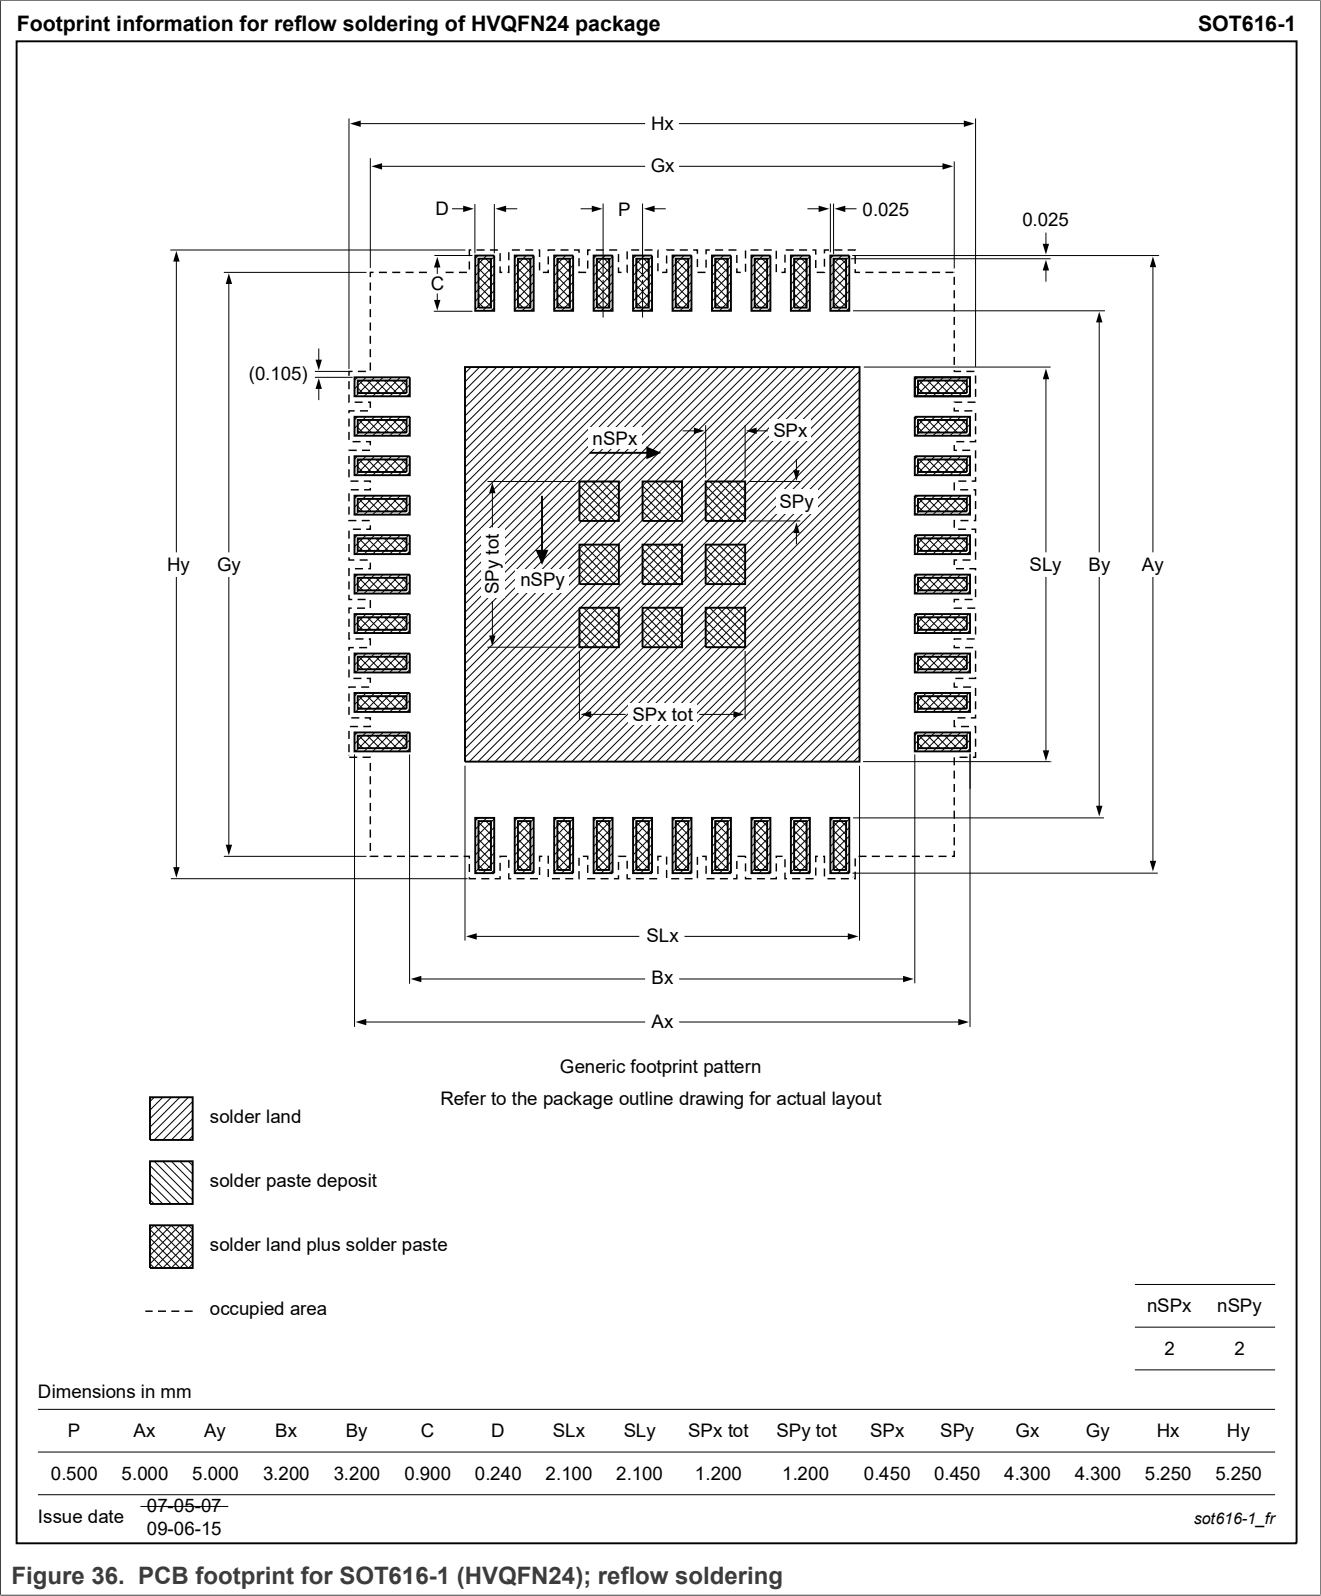 Footprint information for reflow soldering of HVQFN24 package SOT616-1
Hx
Gx
D P 0.025
0.025
C
(0.105)
nSPx SPx
SPy
SPy tot
nSPy
Hy Gy SLy By Ay
SPx tot
SLx
Bx
Ax
Generic footprint pattern
Refer to the package outline drawing for actual layout
solder land
solder paste deposit
solder land plus solder paste
occupied area
nSPx nSPy
2 2
Dimensions in mm
P Ax Ay Bx By C D SLx SLy SPx tot SPy tot SPx SPy Gx Gy Hx Hy
0.500 5.000 5.000 3.200 3.200 0.900 0.240 2.100 2.100 1.200 1.200 0.450 0.450 4.300 4.300 5.250 5.250
07-05-07
Issue date
09-06-15
sot616-1_fr
Figure 36. PCB footprint for SOT616-1 (HVQFN24); reflow soldering